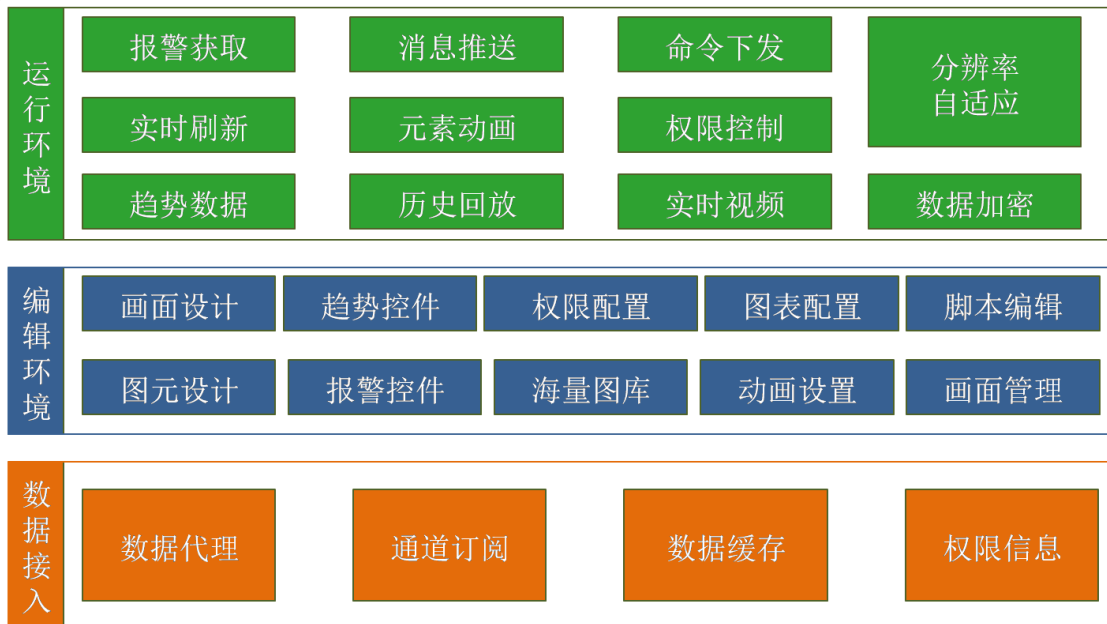 运行环境
报警获取
消息推送
命令下发
分辨率
自适应
实时刷新
元素动画
权限控制
趋势数据
历史回放
实时视频
数据加密
编辑环境
画面设计
趋势控件
权限配置
图表配置
脚本编辑
图元设计
报警控件
海量图库
动画设置
画面管理
数据接入
数据代理
通道订阅
数据缓存
权限信息